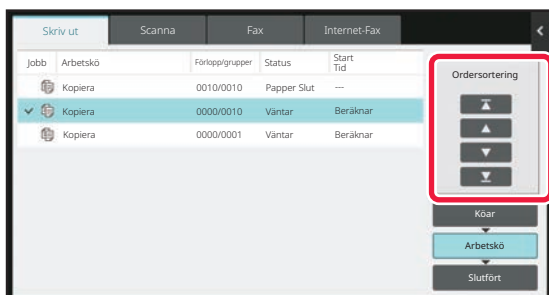 Skriv ut Scanna Fax Internet-Fax
Jobb Arbetskö Förlopp/grupper Status Start Tid
Kopiera 0010/0010 Papper Slut ---
Kopiera 0000/0010 Väntar Beräknar
Kopiera 0000/0001 Väntar Beräknar
Ordersortering
Köar
Arbetskö
Slutfört